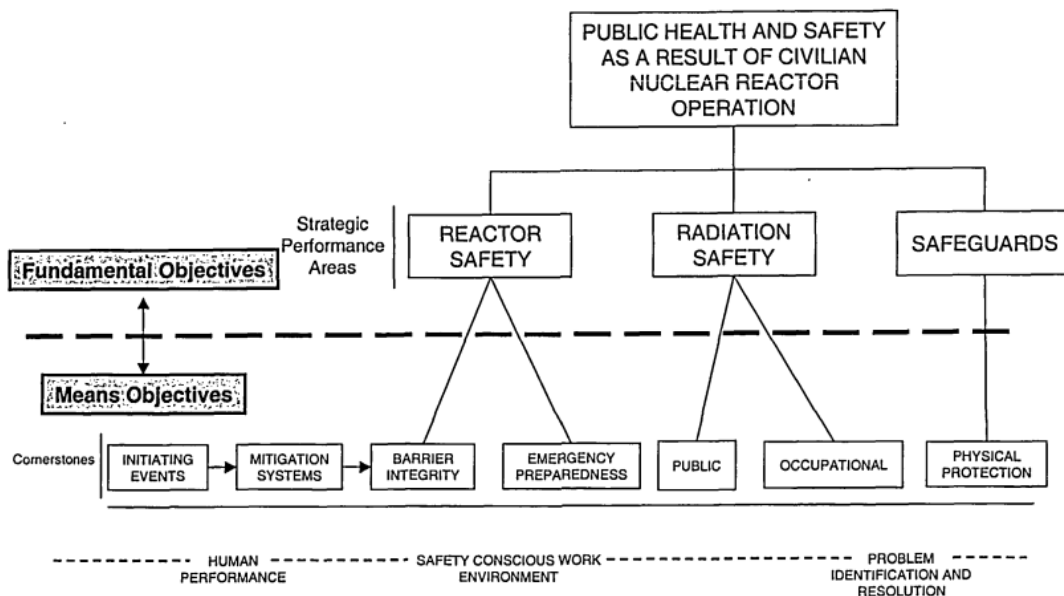 PUBLIC HEALTH AND SAFETY
AS A RESULT OF CIVILIAN
NUCLEAR REACTOR
OPERATION
Strategic
Performance
Areas
REACTOR
SAFETY
RADIATION
SAFETY
SAFEGUARDS
Fundamental Objectives
Means Objectives
Cornerstones
INITIATING
EVENTS
MITIGATION
SYSTEMS
BARRIER
INTEGRITY
EMERGENCY
PREPAREDNESS
PUBLIC
OCCUPATIONAL
PHYSICAL
PROTECTION
HUMAN
PERFORMANCE
SAFETY CONSCIOUS WORK
ENVIRONMENT
PROBLEM
IDENTIFICATION AND
RESOLUTION